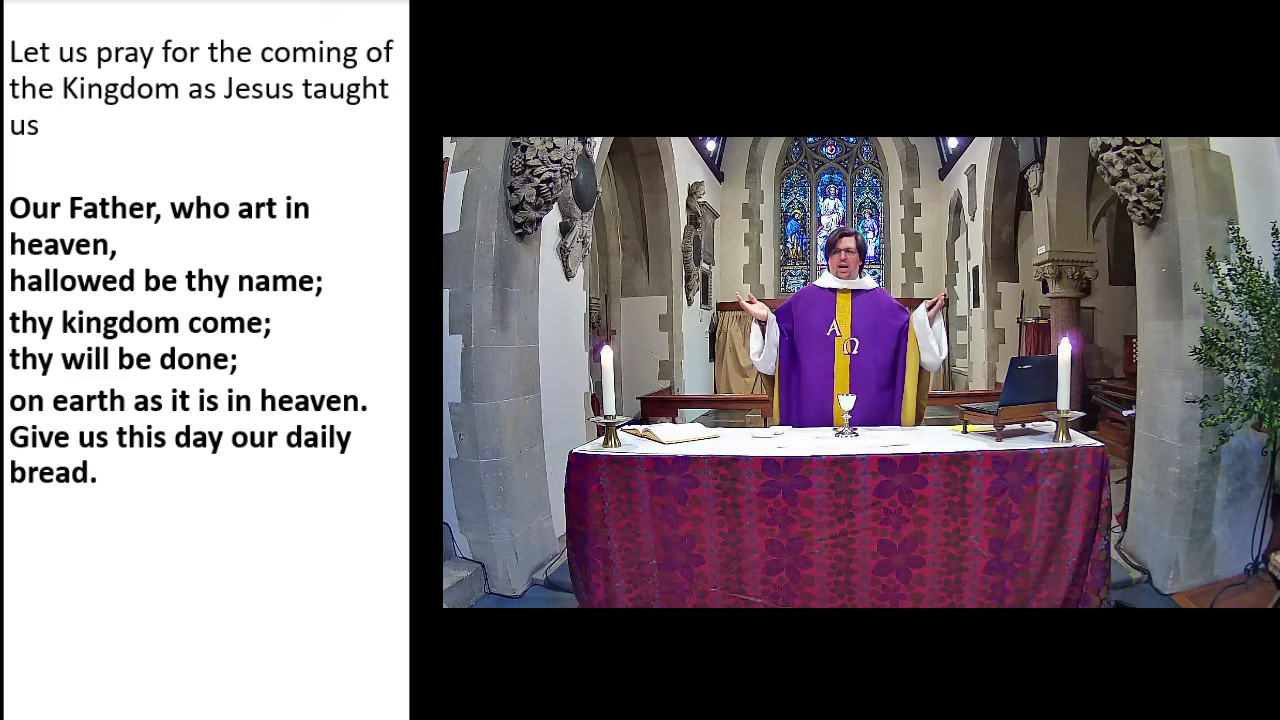 Let us pray for the coming of
the Kingdom as Jesus taught
us
Our Father, who art in
heaven,
hallowed be thy name;
thy kingdom come;
thy will be done;
on earth as it is in heaven.
Give us this day our daily
bread.
Α
Ω